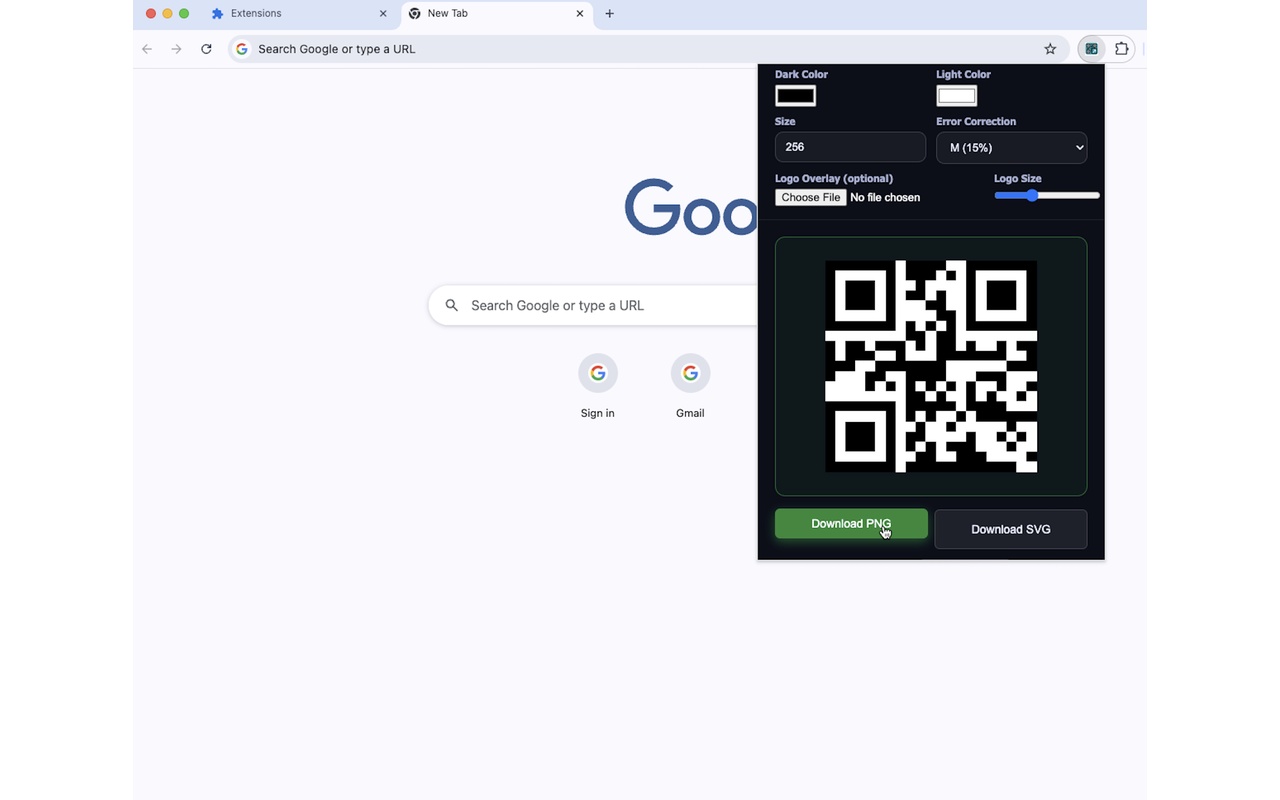 Extensions
New Tab
Search Google or type a URL
Dark Color
Light Color
Size
Error Correction
256
M (15%)
Logo Overlay (optional)
Logo Size
Choose File No file chosen
Goo
Search Google or type a URL
Sign in
Gmail
Download PNG
Download SVG